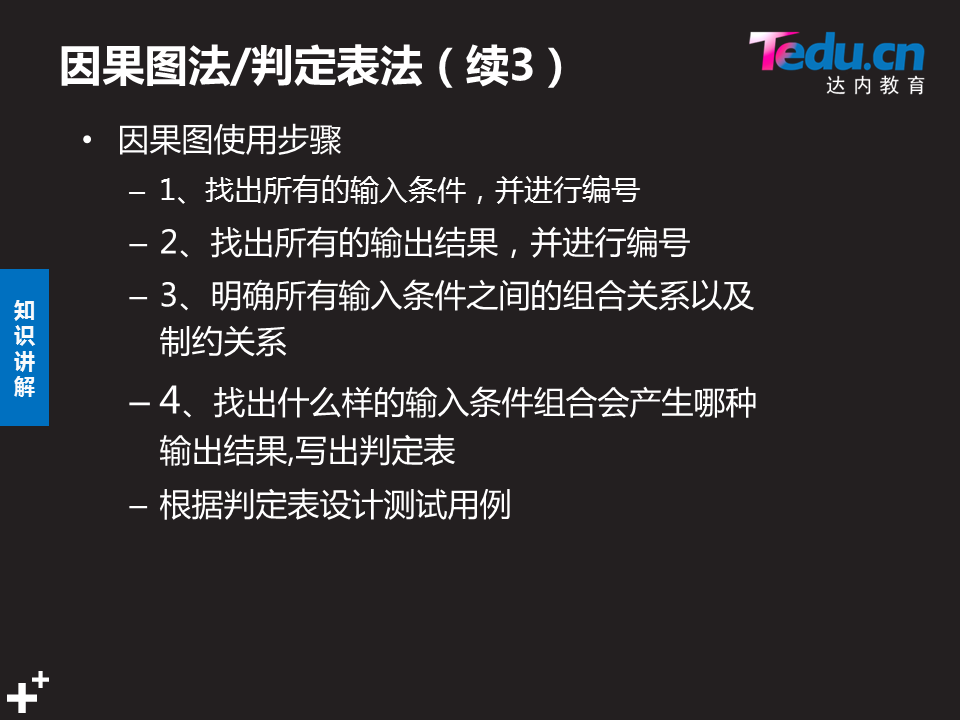 因果图法/判定表法（续3）
Tedu.cn
达内教育
• 因果图使用步骤
– 1、找出所有的输入条件，并进行编号
– 2、找出所有的输出结果，并进行编号
– 3、明确所有输入条件之间的组合关系以及
制约关系
– 4、找出什么样的输入条件组合会产生哪种
输出结果,写出判定表
– 根据判定表设计测试用例
知
识
讲
解